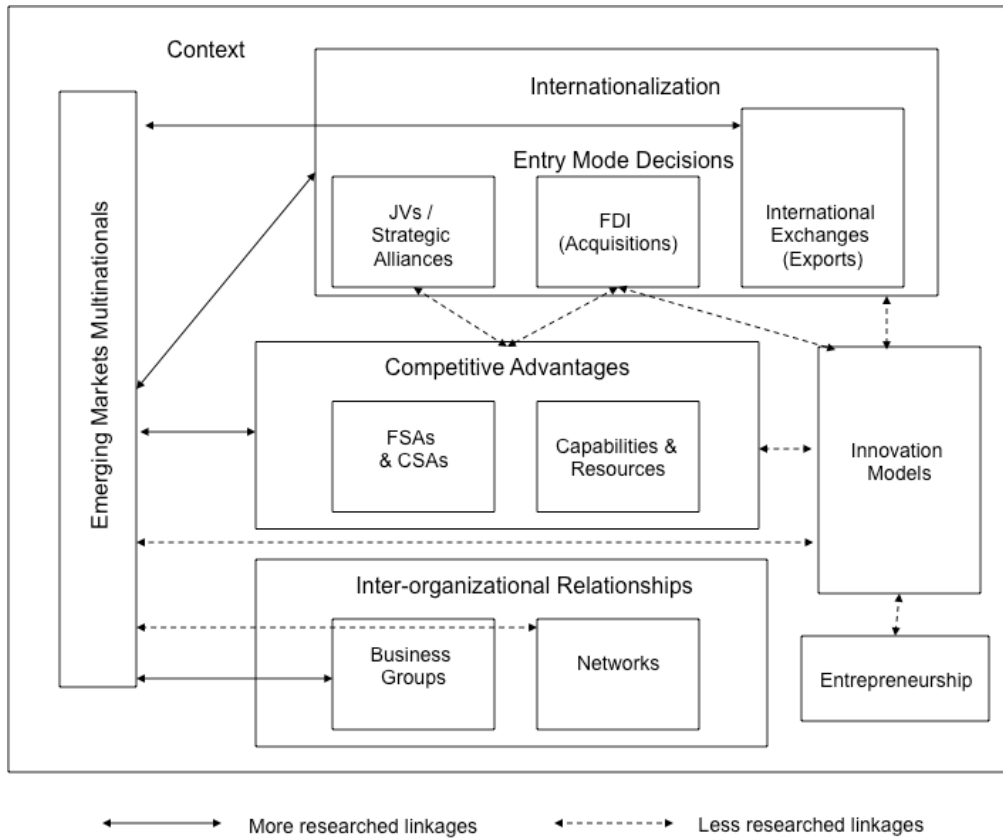 Context
Internationalization
Entry Mode Decisions
JVs /
Strategic
Alliances
FDI
(Acquisitions)
International
Exchanges
(Exports)
Emerging Markets Multinationals
Competitive Advantages
FSAs
& CSAs
Capabilities &
Resources
Innovation
Models
Inter-organizational Relationships
Business
Groups
Networks
Entrepreneurship
More researched linkages
Less researched linkages